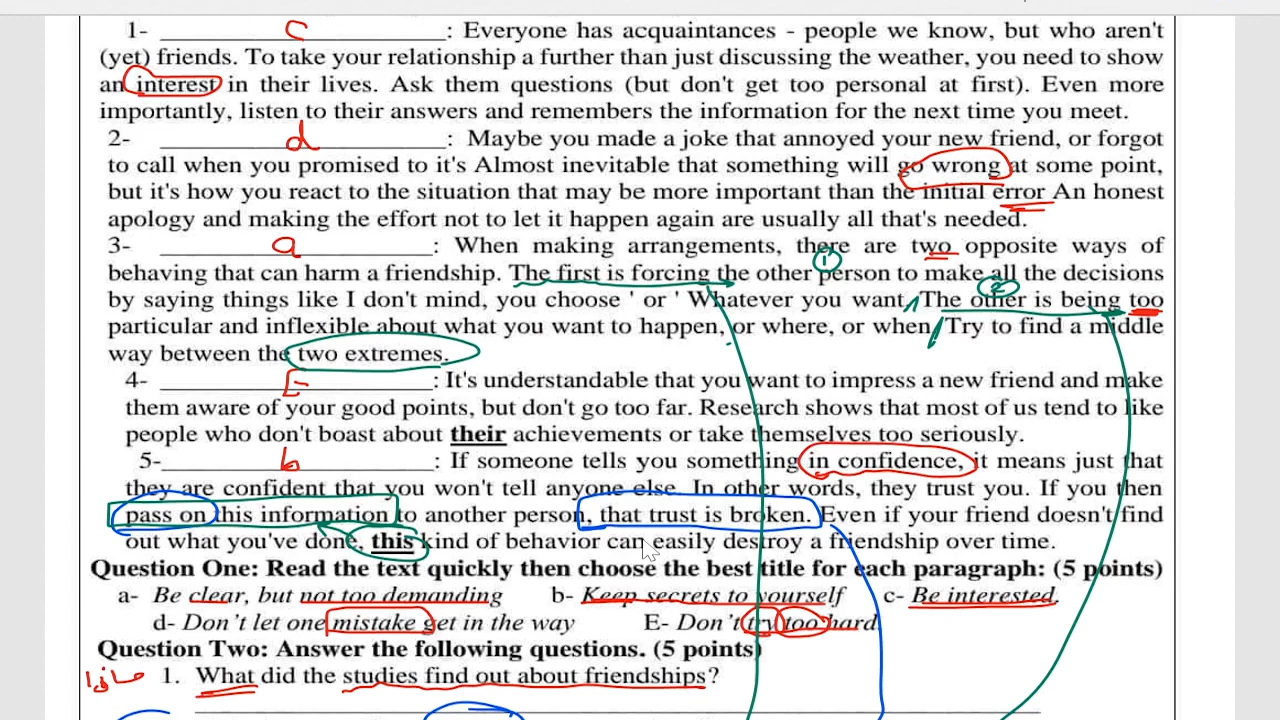 1- ____________ c ____________: Everyone has acquaintances - people we know, but who aren't
(yet) friends. To take your relationship a further than just discussing the weather, you need to show
an interest in their lives. Ask them questions (but don't get too personal at first). Even more
importantly, listen to their answers and remembers the information for the next time you meet.
2- ____________ d ____________: Maybe you made a joke that annoyed your new friend, or forgot
to call when you promised to it's Almost inevitable that something will go wrong at some point,
but it's how you react to the situation that may be more important than the initial error An honest
apology and making the effort not to let it happen again are usually all that's needed.
3- ____________ a ____________: When making arrangements, there are two opposite ways of
1
behaving that can harm a friendship. The first is forcing the other person to make all the decisions
2
by saying things like I don't mind, you choose ' or ' Whatever you want, The other is being too
particular and inflexible about what you want to happen, or where, or when, Try to find a middle
way between the two extremes.
4- ____________ E ____________: It's understandable that you want to impress a new friend and make
them aware of your good points, but don't go too far. Research shows that most of us tend to like
people who don't boast about their achievements or take themselves too seriously.
5- ____________ b ____________: If someone tells you something in confidence, it means just that
they are confident that you won't tell anyone else. In other words, they trust you. If you then
pass on this information to another person, that trust is broken. Even if your friend doesn't find
out what you've done, this kind of behavior can easily destroy a friendship over time.
Question One: Read the text quickly then choose the best title for each paragraph: (5 points)
a- Be clear, but not too demanding b- Keep secrets to yourself c- Be interested
d- Don't let one mistake get in the way E- Don't try too hard
Question Two: Answer the following questions. (5 points)
ماذا 1. What did the studies find out about friendships?